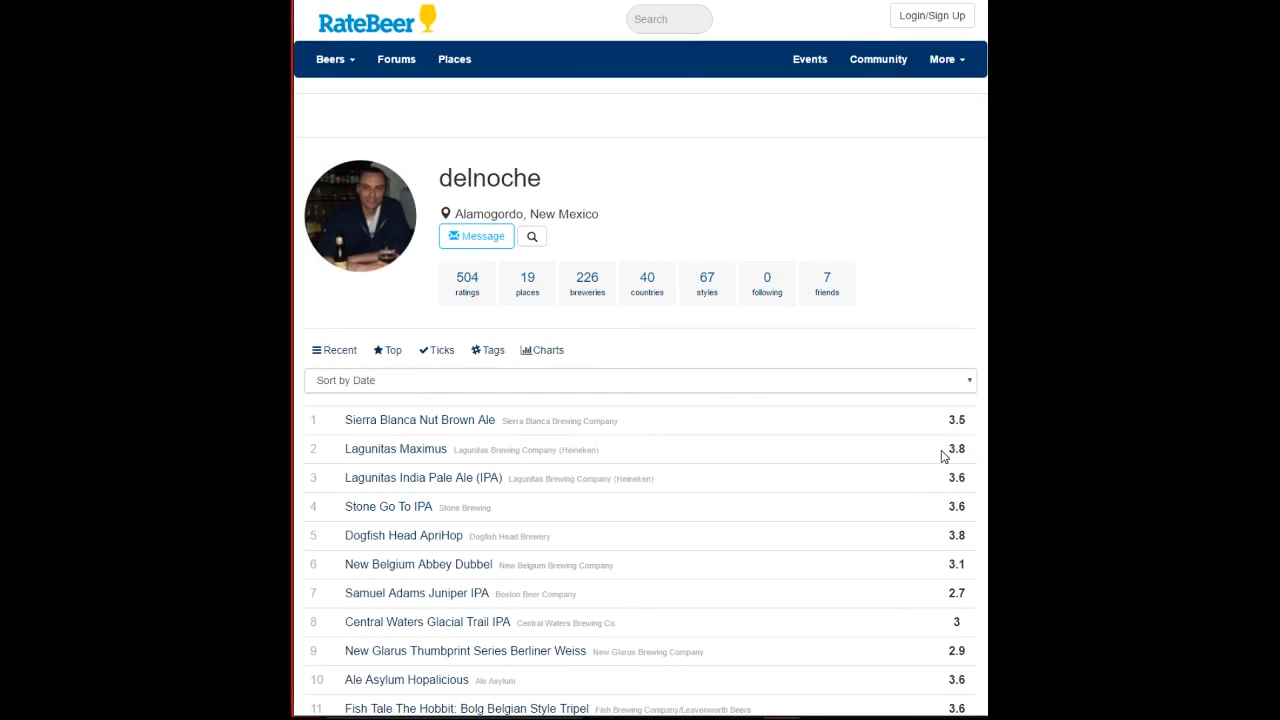 RateBeer
Search
Login/Sign Up
Beers Forums Places Events Community More
delnoche
Alamogordo, New Mexico
Message
504 19 226 40 67 0 7
ratings places breweries countries styles following friends
Recent Top Ticks Tags Charts
Sort by Date
1 Sierra Blanca Nut Brown Ale Sierra Blanca Brewing Company 3.5
2 Lagunitas Maximus Lagunitas Brewing Company (Heineken) 3.8
3 Lagunitas India Pale Ale (IPA) Lagunitas Brewing Company (Heineken) 3.6
4 Stone Go To IPA Stone Brewing 3.6
5 Dogfish Head ApriHop Dogfish Head Brewery 3.8
6 New Belgium Abbey Dubbel New Belgium Brewing Company 3.1
7 Samuel Adams Juniper IPA Boston Beer Company 2.7
8 Central Waters Glacial Trail IPA Central Waters Brewing Co. 3
9 New Glarus Thumbprint Series Berliner Weiss New Glarus Brewing Company 2.9
10 Ale Asylum Hopalicious Ale Asylum 3.6
11 Fish Tale The Hobbit: Bolg Belgian Style Tripel Fish Brewing Company/Leavenworth Beers 3.6